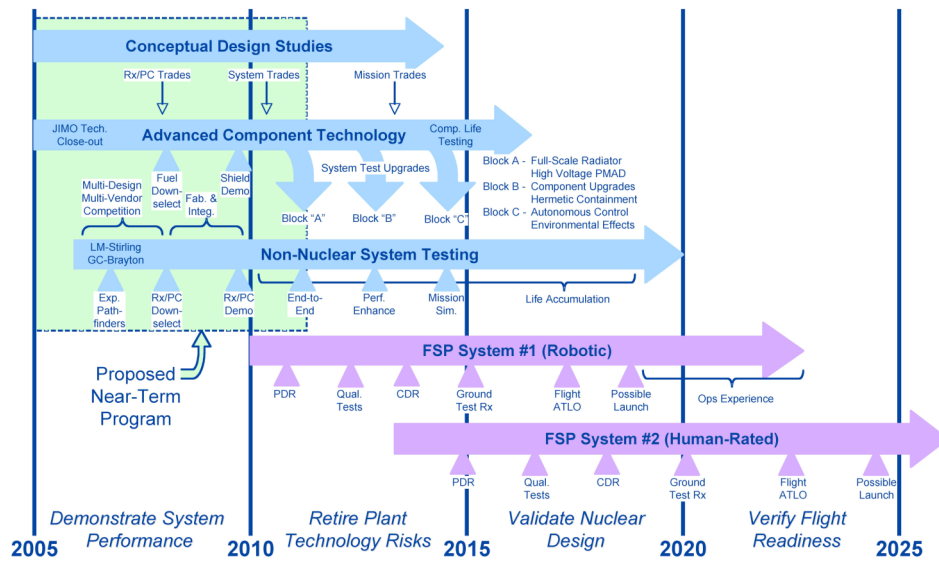 Conceptual Design Studies
Rx/PC Trades
System Trades
Mission Trades
JIMO Tech.
Close-out
Advanced Component Technology
Comp. Life
Testing
Fuel
Down-
select
Shield
Demo
System Test Upgrades
Block A - Full-Scale Radiator
High Voltage PMAD
Block B - Component Upgrades
Hermetic Containment
Block C - Autonomous Control
Environmental Effects
Multi-Design
Multi-Vendor
Competition
Fab. &
Integ.
Block “A”
Block “B”
Block “C”
LM-Stirling
GC-Brayton
Non-Nuclear System Testing
Exp.
Path-
finders
Rx/PC
Down-
select
Rx/PC
Demo
End-to-
End
Perf.
Enhance
Mission
Sim.
Life Accumulation
FSP System #1 (Robotic)
Proposed
Near-Term
Program
PDR
Qual.
Tests
CDR
Ground
Test Rx
Flight
ATLO
Possible
Launch
Ops Experience
FSP System #2 (Human-Rated)
PDR
Qual.
Tests
CDR
Ground
Test Rx
Flight
ATLO
Possible
Launch
Demonstrate System
Performance
Retire Plant
Technology Risks
Validate Nuclear
Design
Verify Flight
Readiness
2005
2010
2015
2020
2025